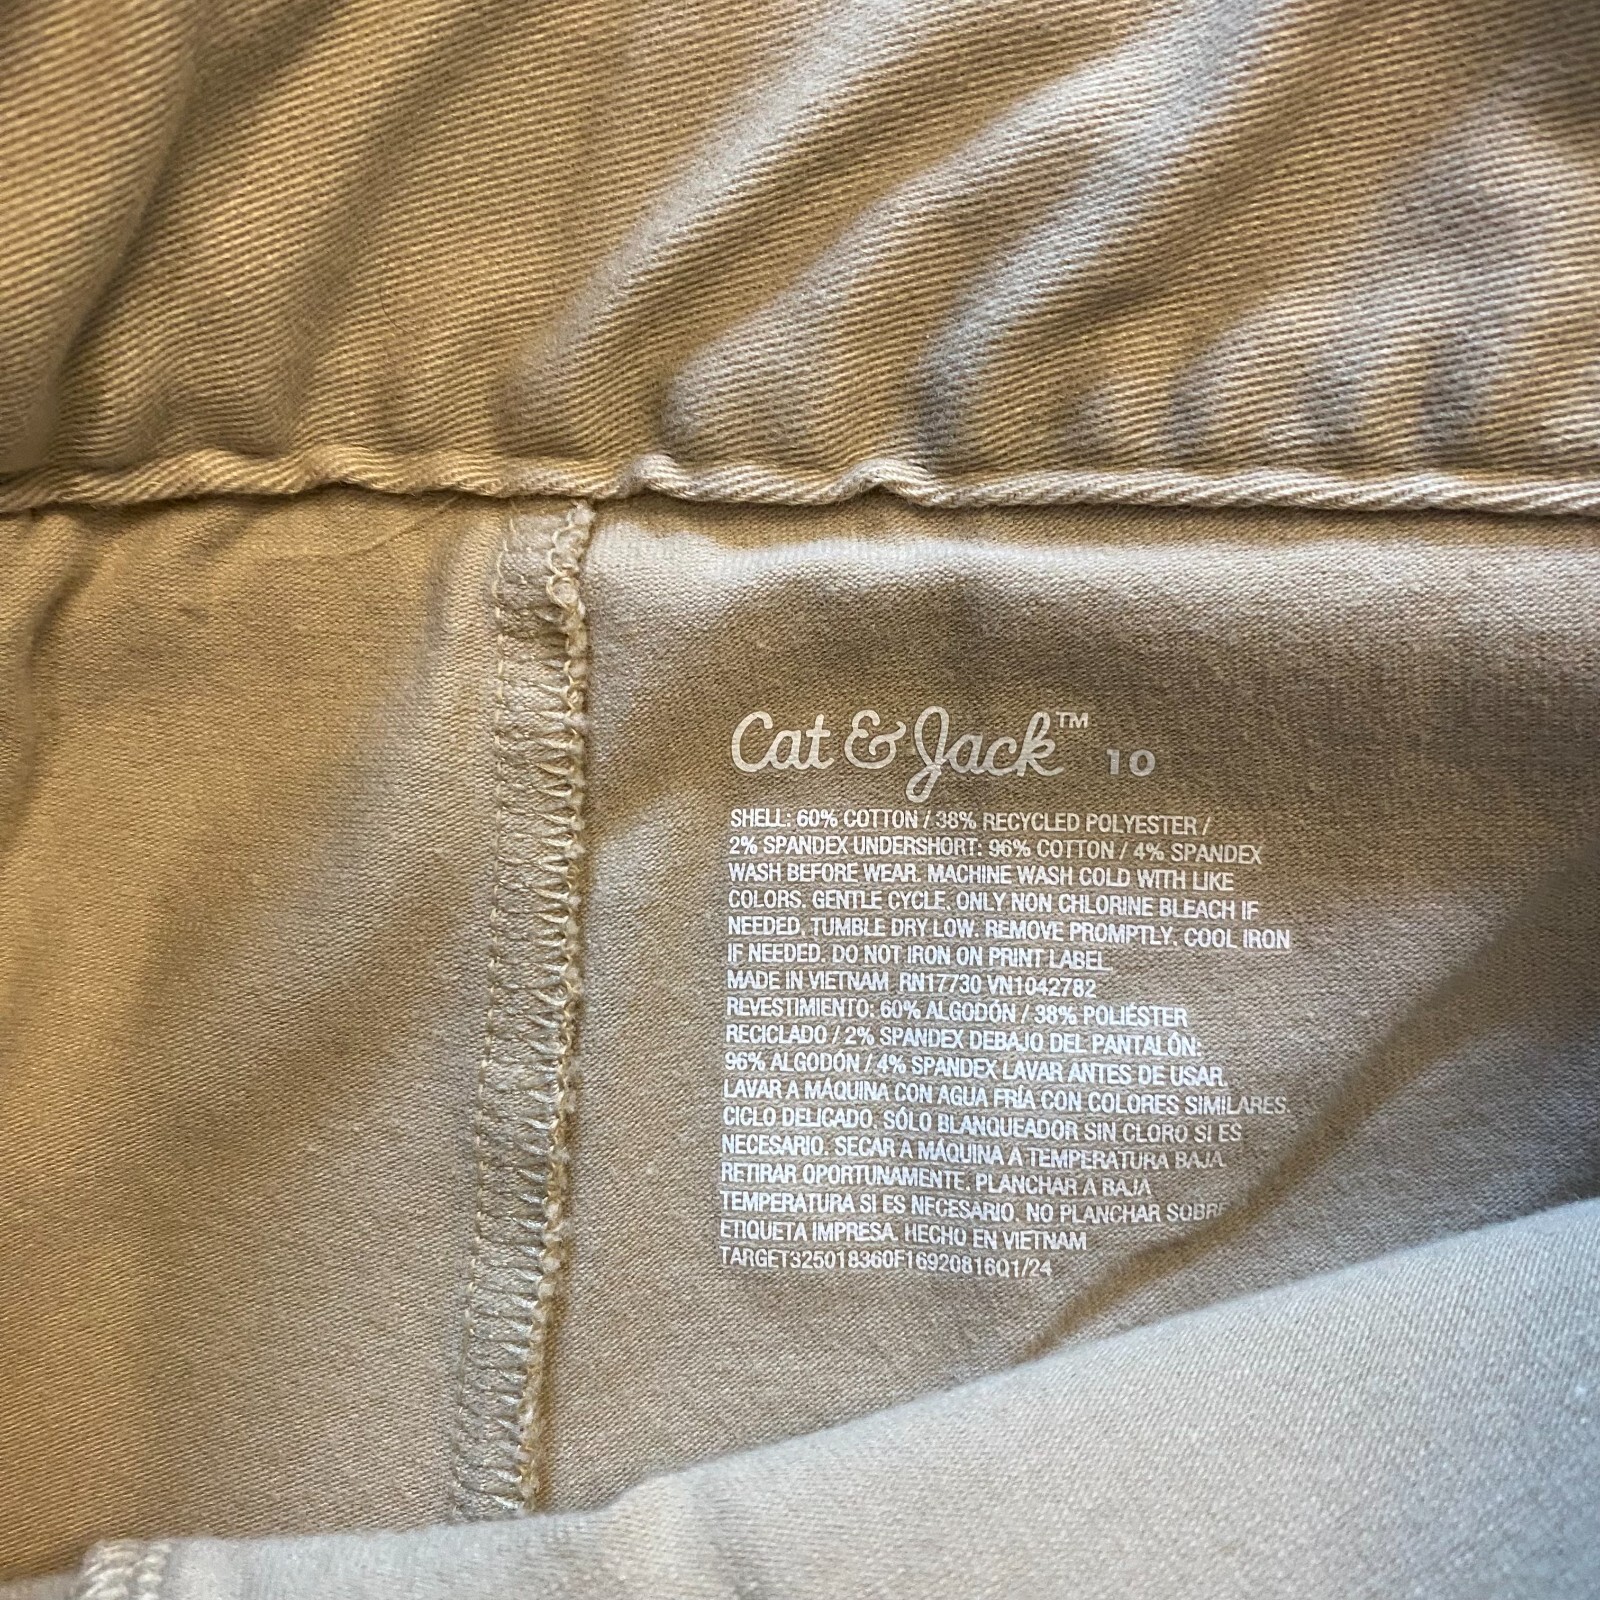 Cat & Jack™ 10
SHELL: 60% COTTON / 38% RECYCLED POLYESTER /
2% SPANDEX UNDERSHORT: 96% COTTON / 4% SPANDEX
WASH BEFORE WEAR. MACHINE WASH COLD WITH LIKE
COLORS. GENTLE CYCLE. ONLY NON CHLORINE BLEACH IF
NEEDED. TUMBLE DRY LOW. REMOVE PROMPTLY. COOL IRON
IF NEEDED. DO NOT IRON ON PRINT LABEL.
MADE IN VIETNAM RN17730 VN1042782
REVESTIMIENTO: 60% ALGODÓN / 38% POLIÉSTER
RECICLADO / 2% SPANDEX DEBAJO DEL PANTALÓN:
96% ALGODÓN / 4% SPANDEX LAVAR ANTES DE USAR.
LAVAR A MÁQUINA CON AGUA FRÍA CON COLORES SIMILARES.
CICLO DELICADO. SÓLO BLANQUEADOR SIN CLORO SI ES
NECESARIO. SECAR A MÁQUINA A TEMPERATURA BAJA.
RETIRAR OPORTUNAMENTE. PLANCHAR A BAJA
TEMPERATURA SI ES NECESARIO. NO PLANCHAR SOBRE
ETIQUETA IMPRESA. HECHO EN VIETNAM
TARGET325018360F16920816Q1/24